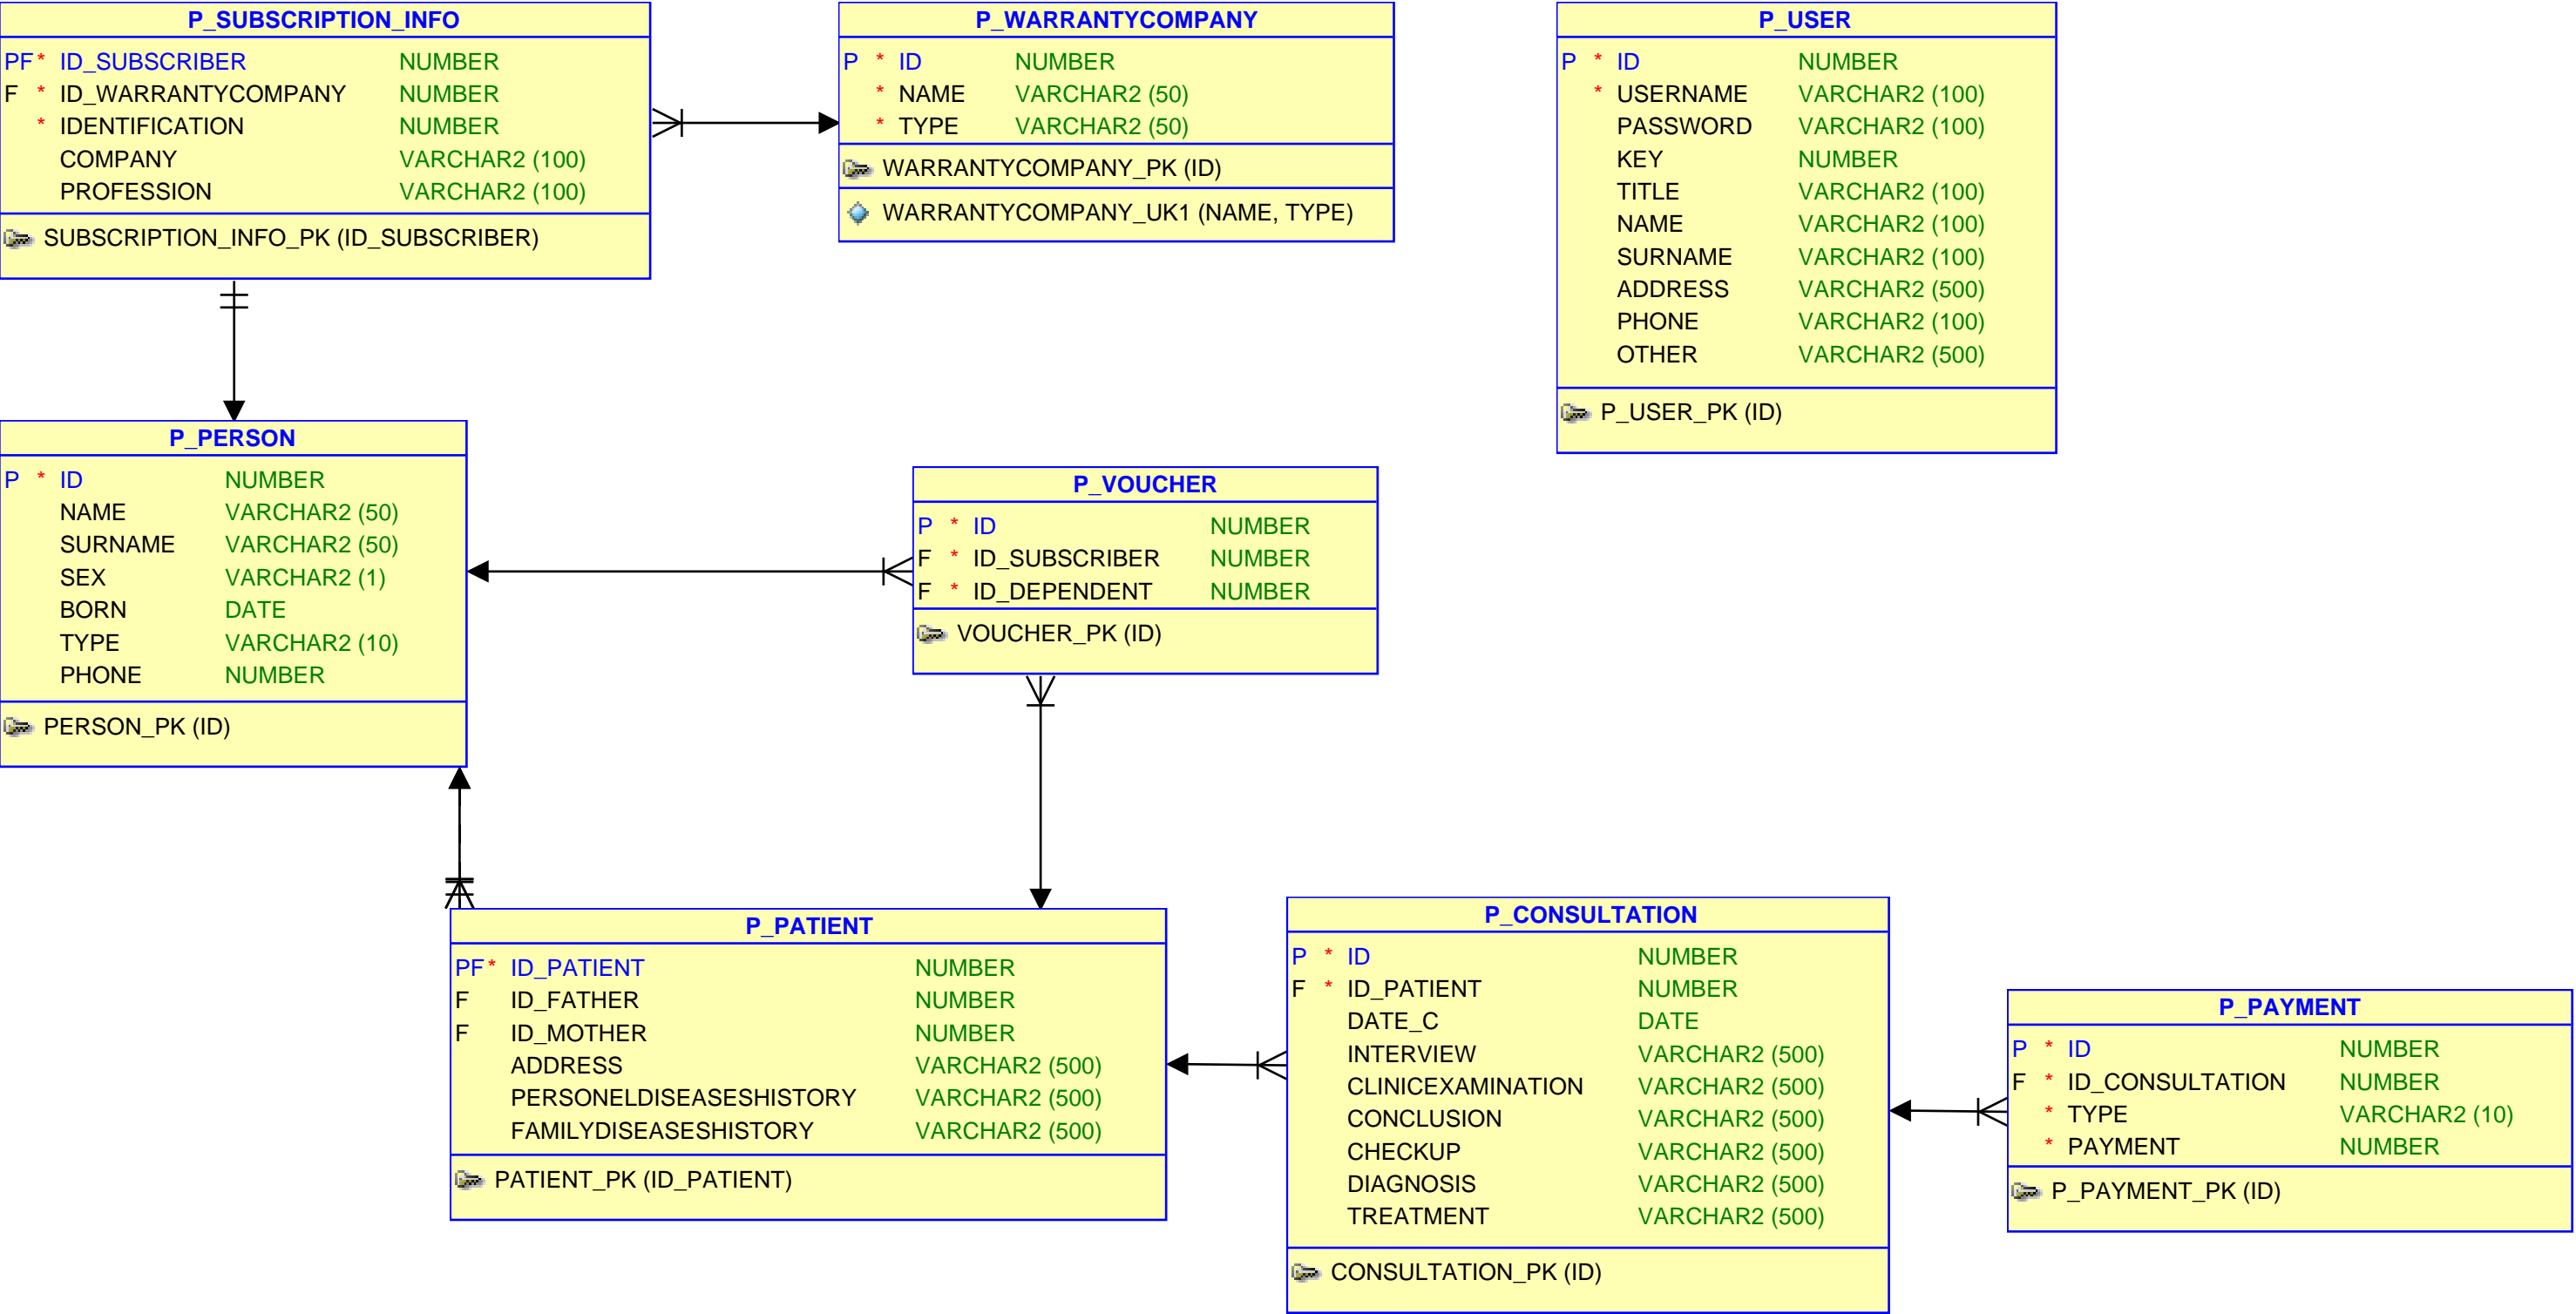 P_SUBSCRIPTION_INFO
PF * ID_SUBSCRIBER NUMBER
F * ID_WARRANTYCOMPANY NUMBER
* IDENTIFICATION NUMBER
COMPANY VARCHAR2 (100)
PROFESSION VARCHAR2 (100)
SUBSCRIPTION_INFO_PK (ID_SUBSCRIBER)
P_WARRANTYCOMPANY
P * ID NUMBER
* NAME VARCHAR2 (50)
* TYPE VARCHAR2 (50)
WARRANTYCOMPANY_PK (ID)
WARRANTYCOMPANY_UK1 (NAME, TYPE)
P_USER
P * ID NUMBER
* USERNAME VARCHAR2 (100)
PASSWORD VARCHAR2 (100)
KEY NUMBER
TITLE VARCHAR2 (100)
NAME VARCHAR2 (100)
SURNAME VARCHAR2 (100)
ADDRESS VARCHAR2 (500)
PHONE VARCHAR2 (100)
OTHER VARCHAR2 (500)
P_USER_PK (ID)
P_PERSON
P * ID NUMBER
NAME VARCHAR2 (50)
SURNAME VARCHAR2 (50)
SEX VARCHAR2 (1)
BORN DATE
TYPE VARCHAR2 (10)
PHONE NUMBER
PERSON_PK (ID)
P_VOUCHER
P * ID NUMBER
F * ID_SUBSCRIBER NUMBER
F * ID_DEPENDENT NUMBER
VOUCHER_PK (ID)
P_PATIENT
PF * ID_PATIENT NUMBER
F ID_FATHER NUMBER
F ID_MOTHER NUMBER
ADDRESS VARCHAR2 (500)
PERSONELDISEASESHISTORY VARCHAR2 (500)
FAMILYDISEASESHISTORY VARCHAR2 (500)
PATIENT_PK (ID_PATIENT)
P_CONSULTATION
P * ID NUMBER
F * ID_PATIENT NUMBER
DATE_C DATE
INTERVIEW VARCHAR2 (500)
CLINICEXAMINATION VARCHAR2 (500)
CONCLUSION VARCHAR2 (500)
CHECKUP VARCHAR2 (500)
DIAGNOSIS VARCHAR2 (500)
TREATMENT VARCHAR2 (500)
CONSULTATION_PK (ID)
P_PAYMENT
P * ID NUMBER
F * ID_CONSULTATION NUMBER
* TYPE VARCHAR2 (10)
* PAYMENT NUMBER
P_PAYMENT_PK (ID)